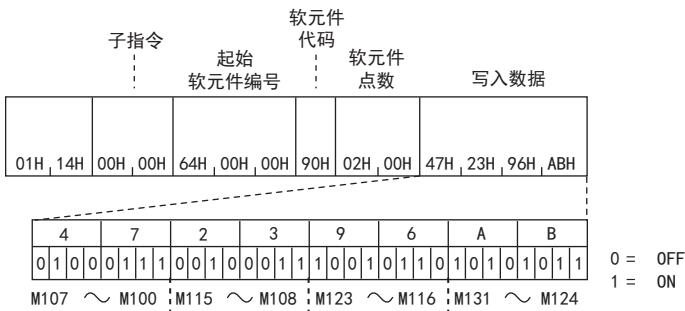 软元件
子指令 代码
起始 软元件
软元件编号 点数 写入数据
01H 14H 00H 00H 64H 00H 00H 90H 02H 00H 47H 23H 96H ABH
4 7 2 3 9 6 A B
0 1 0 0 0 1 1 1 0 0 1 0 0 0 1 1 1 0 0 1 0 1 1 0 1 0 1 0 1 0 1 1 0 = OFF
1 = ON
M107 ～ M100 M115 ～ M108 M123 ～ M116 M131 ～ M124